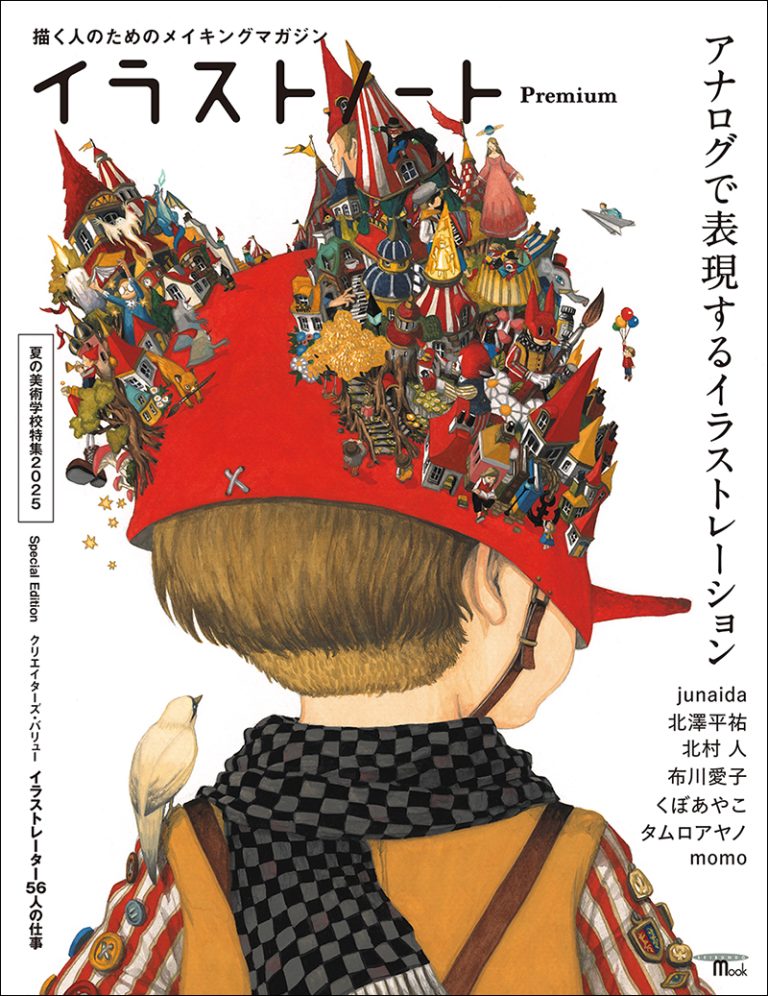 描く人のためのメイキングマガジン
イラストノート Premium
アナログで表現するイラストレーション
junaida
北澤平祐
北村 人
布川愛子
くぼあやこ
タムロアヤノ
momo
夏の美術学校特集2025
Special Edition クリエイターズ・バリュー イラストレーター56人の仕事
SEIBUNDO
mook